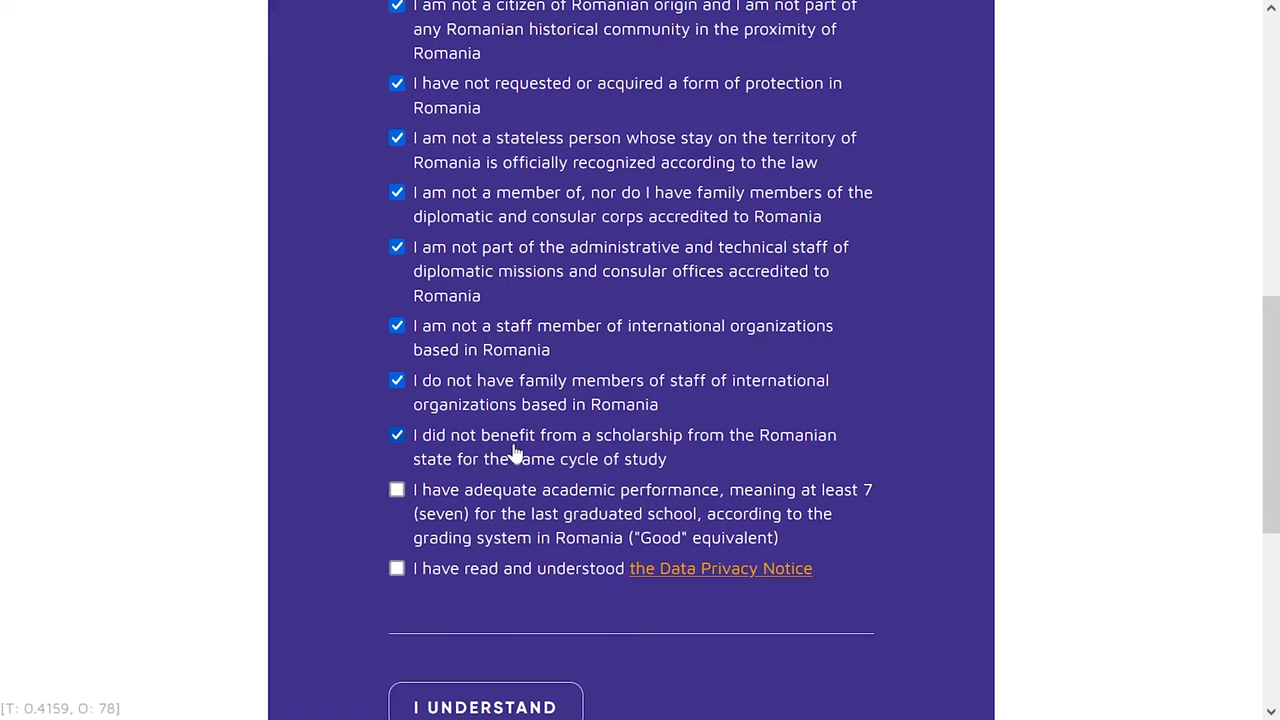 I am not a citizen of Romanian origin and I am not part of
any Romanian historical community in the proximity of
Romania
I have not requested or acquired a form of protection in
Romania
I am not a stateless person whose stay on the territory of
Romania is officially recognized according to the law
I am not a member of, nor do I have family members of the
diplomatic and consular corps accredited to Romania
I am not part of the administrative and technical staff of
diplomatic missions and consular offices accredited to
Romania
I am not a staff member of international organizations
based in Romania
I do not have family members of staff of international
organizations based in Romania
I did not benefit from a scholarship from the Romanian
state for the same cycle of study
I have adequate academic performance, meaning at least 7
(seven) for the last graduated school, according to the
grading system in Romania ("Good" equivalent)
I have read and understood the Data Privacy Notice
I UNDERSTAND
[T: 0.4159, O: 78]